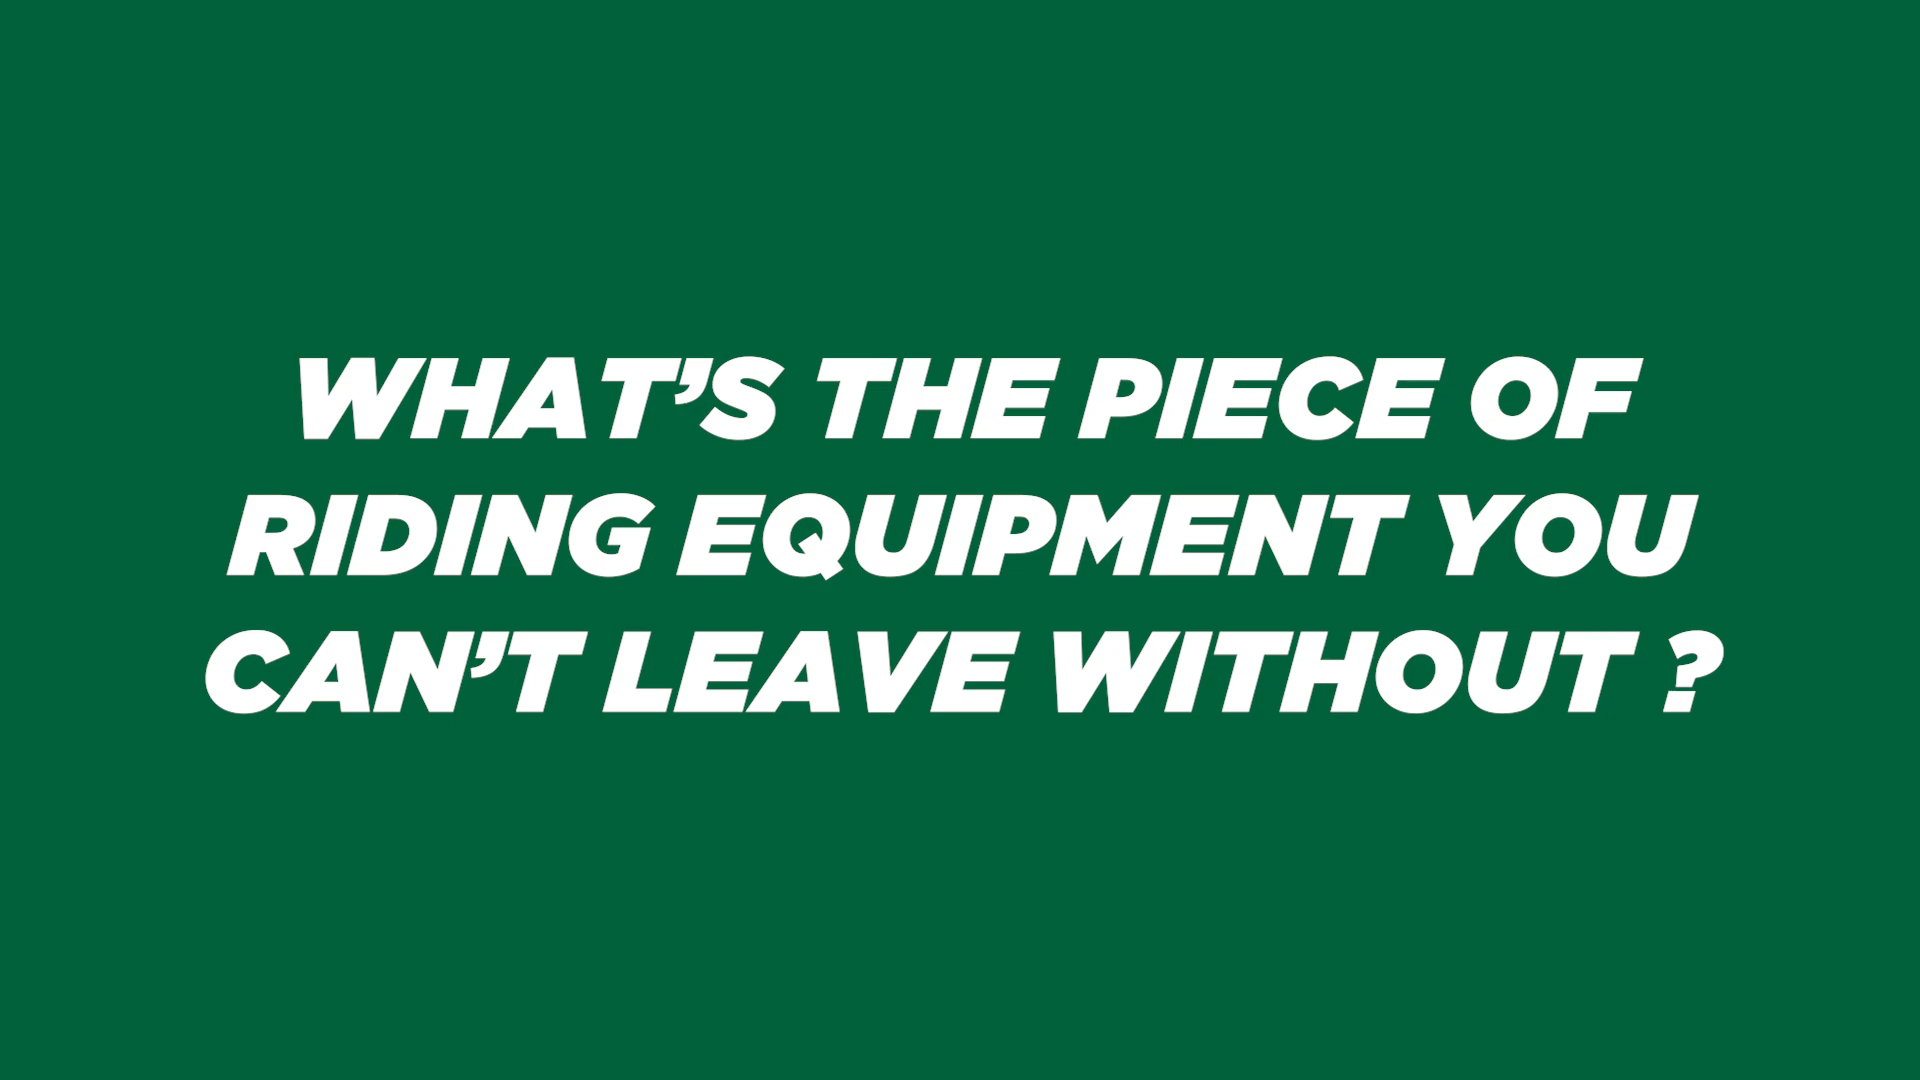 WHAT’S THE PIECE OF
RIDING EQUIPMENT YOU
CAN’T LEAVE WITHOUT ?